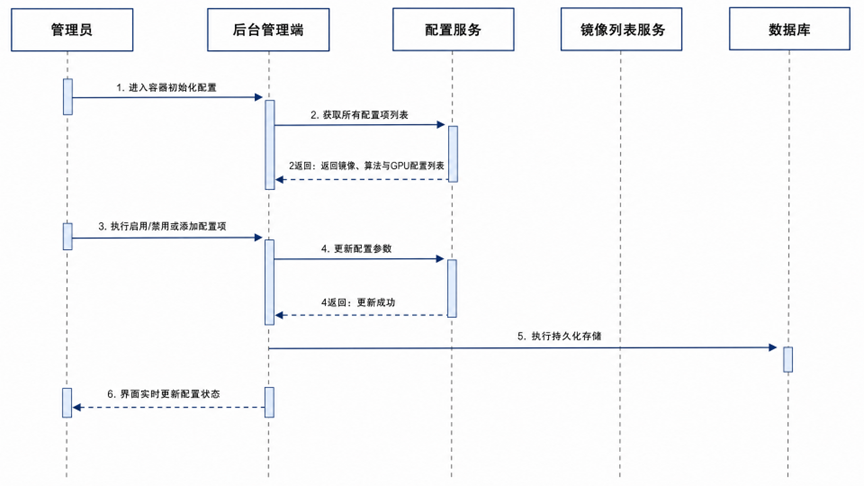 管理员
后台管理端
配置服务
镜像列表服务
数据库
1. 进入容器初始化配置
2. 获取所有配置项列表
2返回：返回镜像、算法与GPU配置列表
3. 执行启用/禁用或添加配置项
4. 更新配置参数
4返回：更新成功
5. 执行持久化存储
6. 界面实时更新配置状态